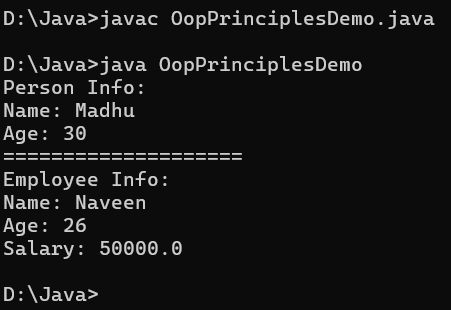 D:\Java>javac OopPrinciplesDemo.java
D:\Java>java OopPrinciplesDemo
Person Info:
Name: Madhu
Age: 30
====================
Employee Info:
Name: Naveen
Age: 26
Salary: 50000.0
D:\Java>